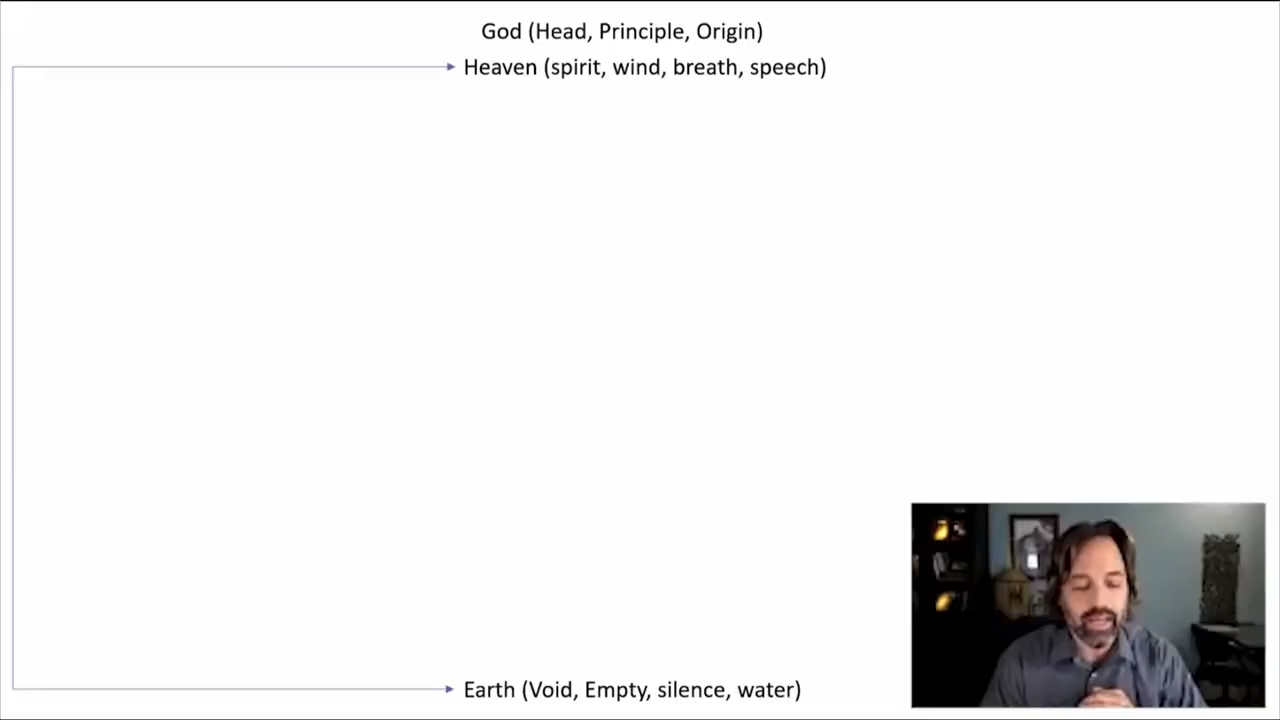 God (Head, Principle, Origin)
Heaven (spirit, wind, breath, speech)
Earth (Void, Empty, silence, water)